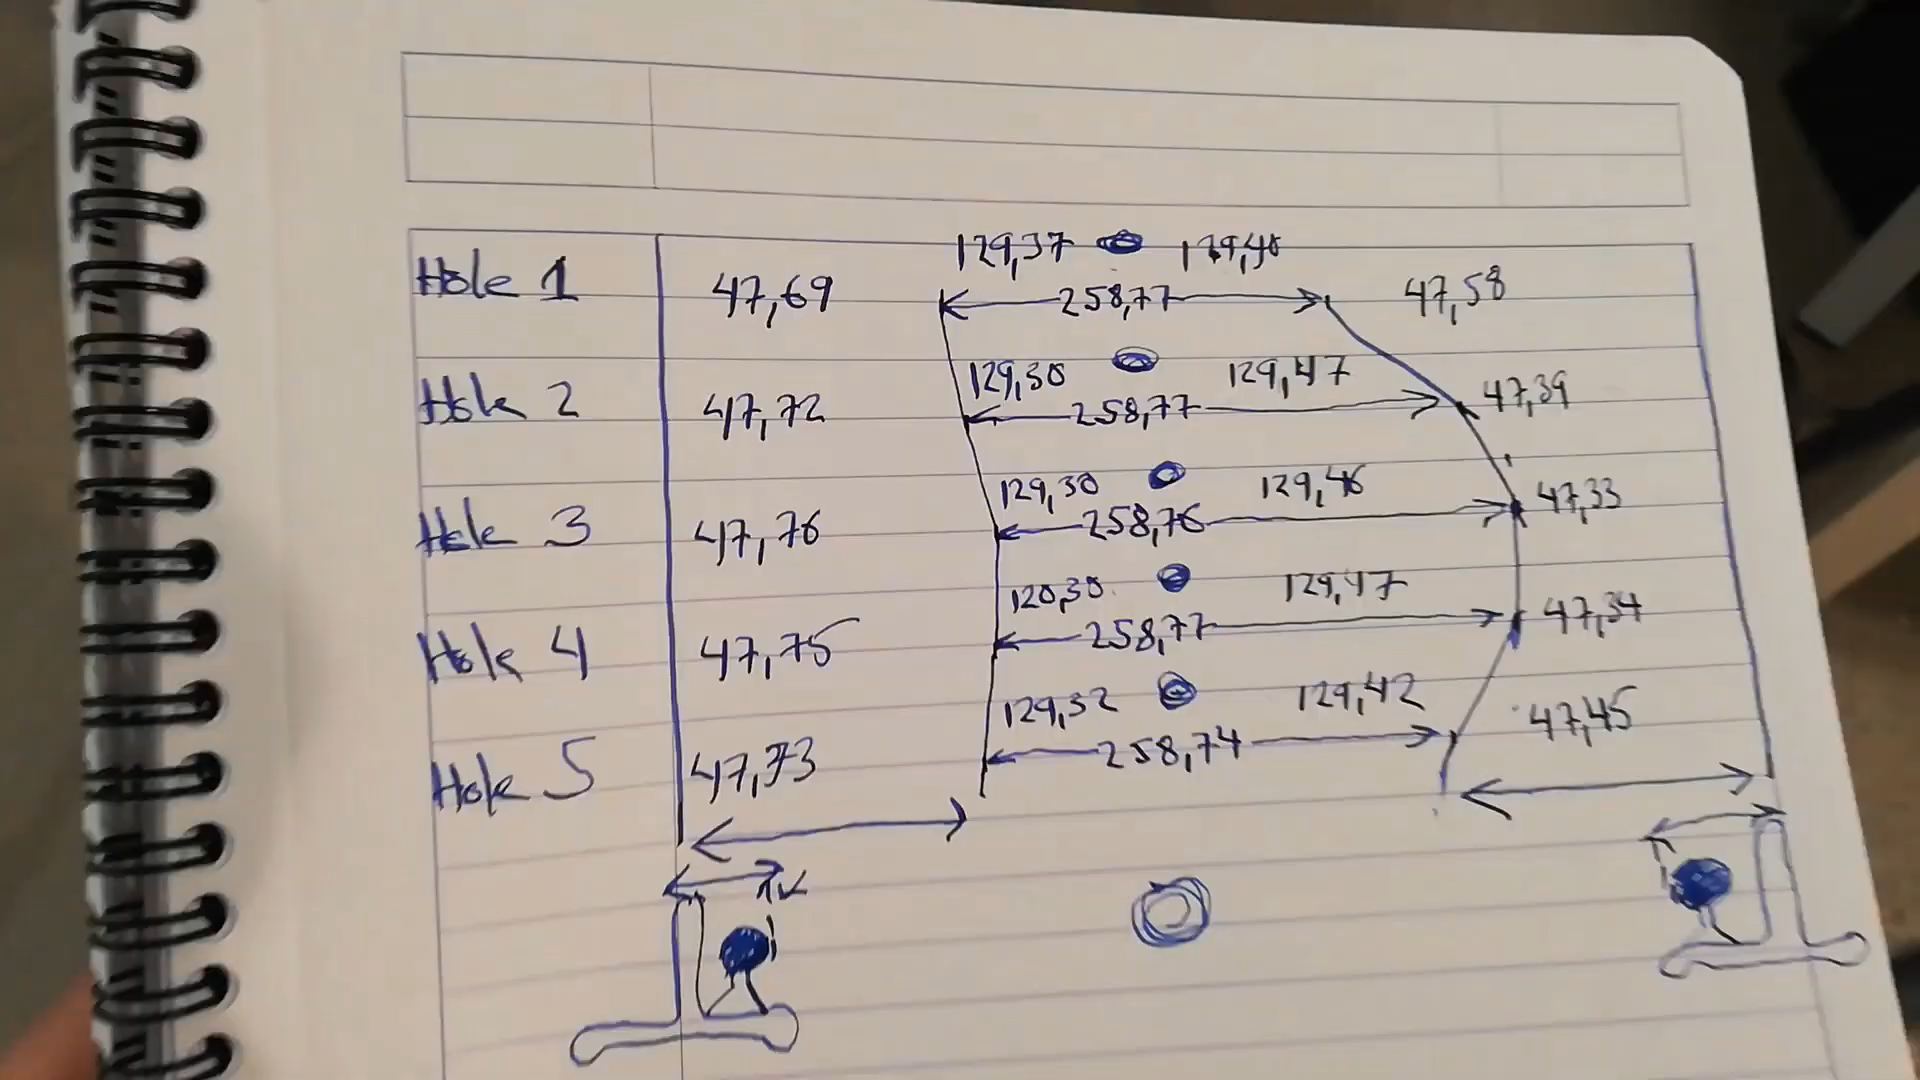 129,37 129,40
Hole 1 47,69 258,77 47,58
129,30 129,47
Hole 2 47,72 258,77 47,39
129,30 129,46
Hole 3 47,76 258,76 47,33
120,30 129,47
Hole 4 47,75 258,77 47,34
129,32 129,42
Hole 5 47,73 258,74 47,45